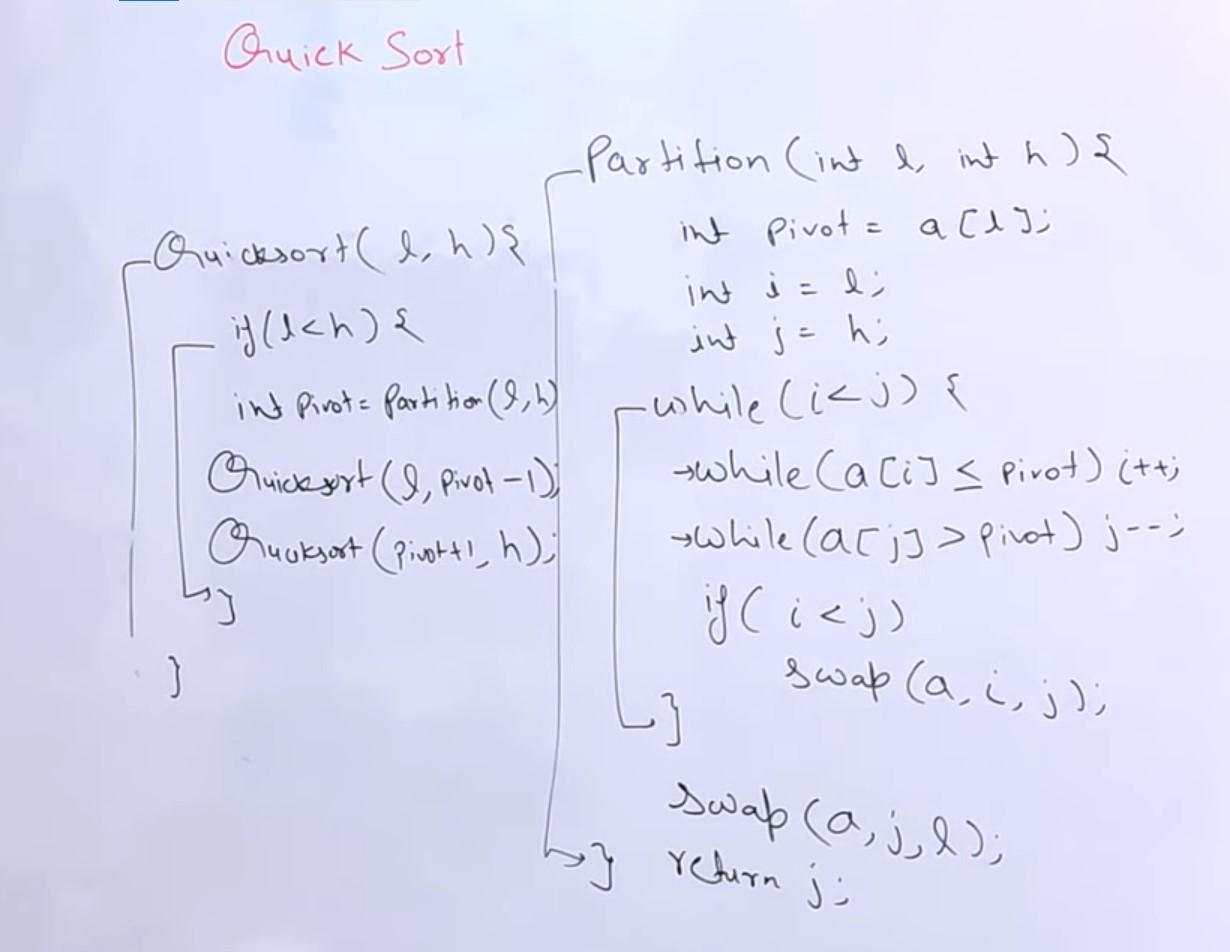 Quick Sort
Quicksort( l, h){
if(l<h) {
int Pivot= Partition(l,h)
Quicksort (l, pivot-1);
Quicksort (pivot+1, h);
}
}
Partition (int l, int h) {
int pivot = a[l];
int i = l;
int j = h;
while (i<j) {
→while(a[i] ≤ pivot) i++;
→while(a[j] > pivot) j--;
if( i < j)
swap (a, i, j);
}
swap (a, j, l);
return j;
}